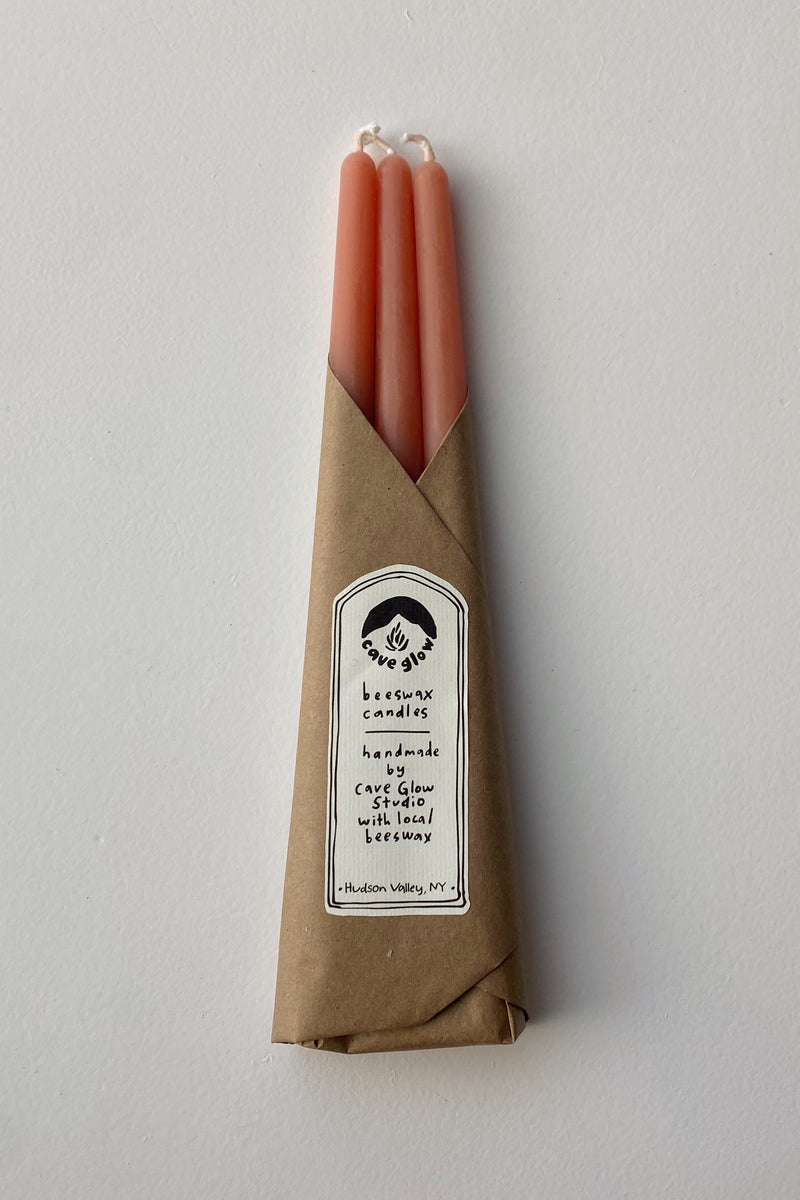 cave glow
beeswax
candles
handmade
by
Cave Glow
Studio
with local
beeswax
•Hudson Valley, NY•